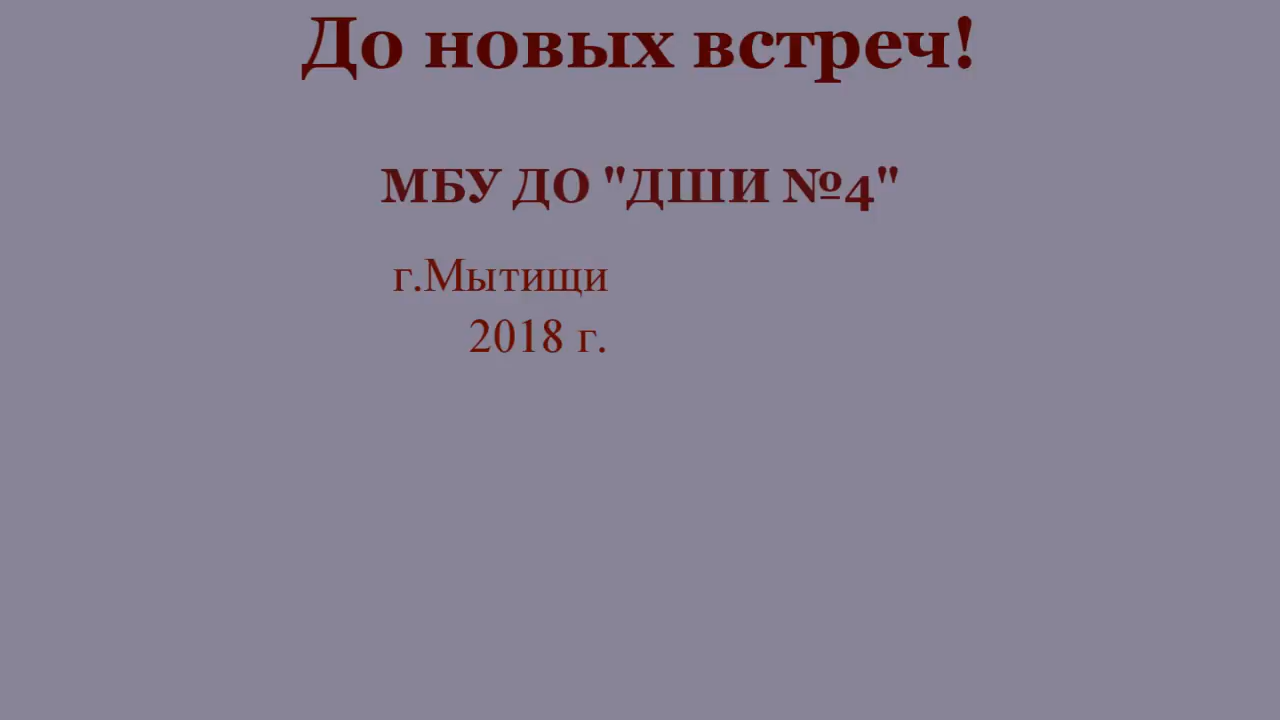 До новых встреч!
МБУ ДО "ДШИ №4"
г.Мытищи
2018 г.